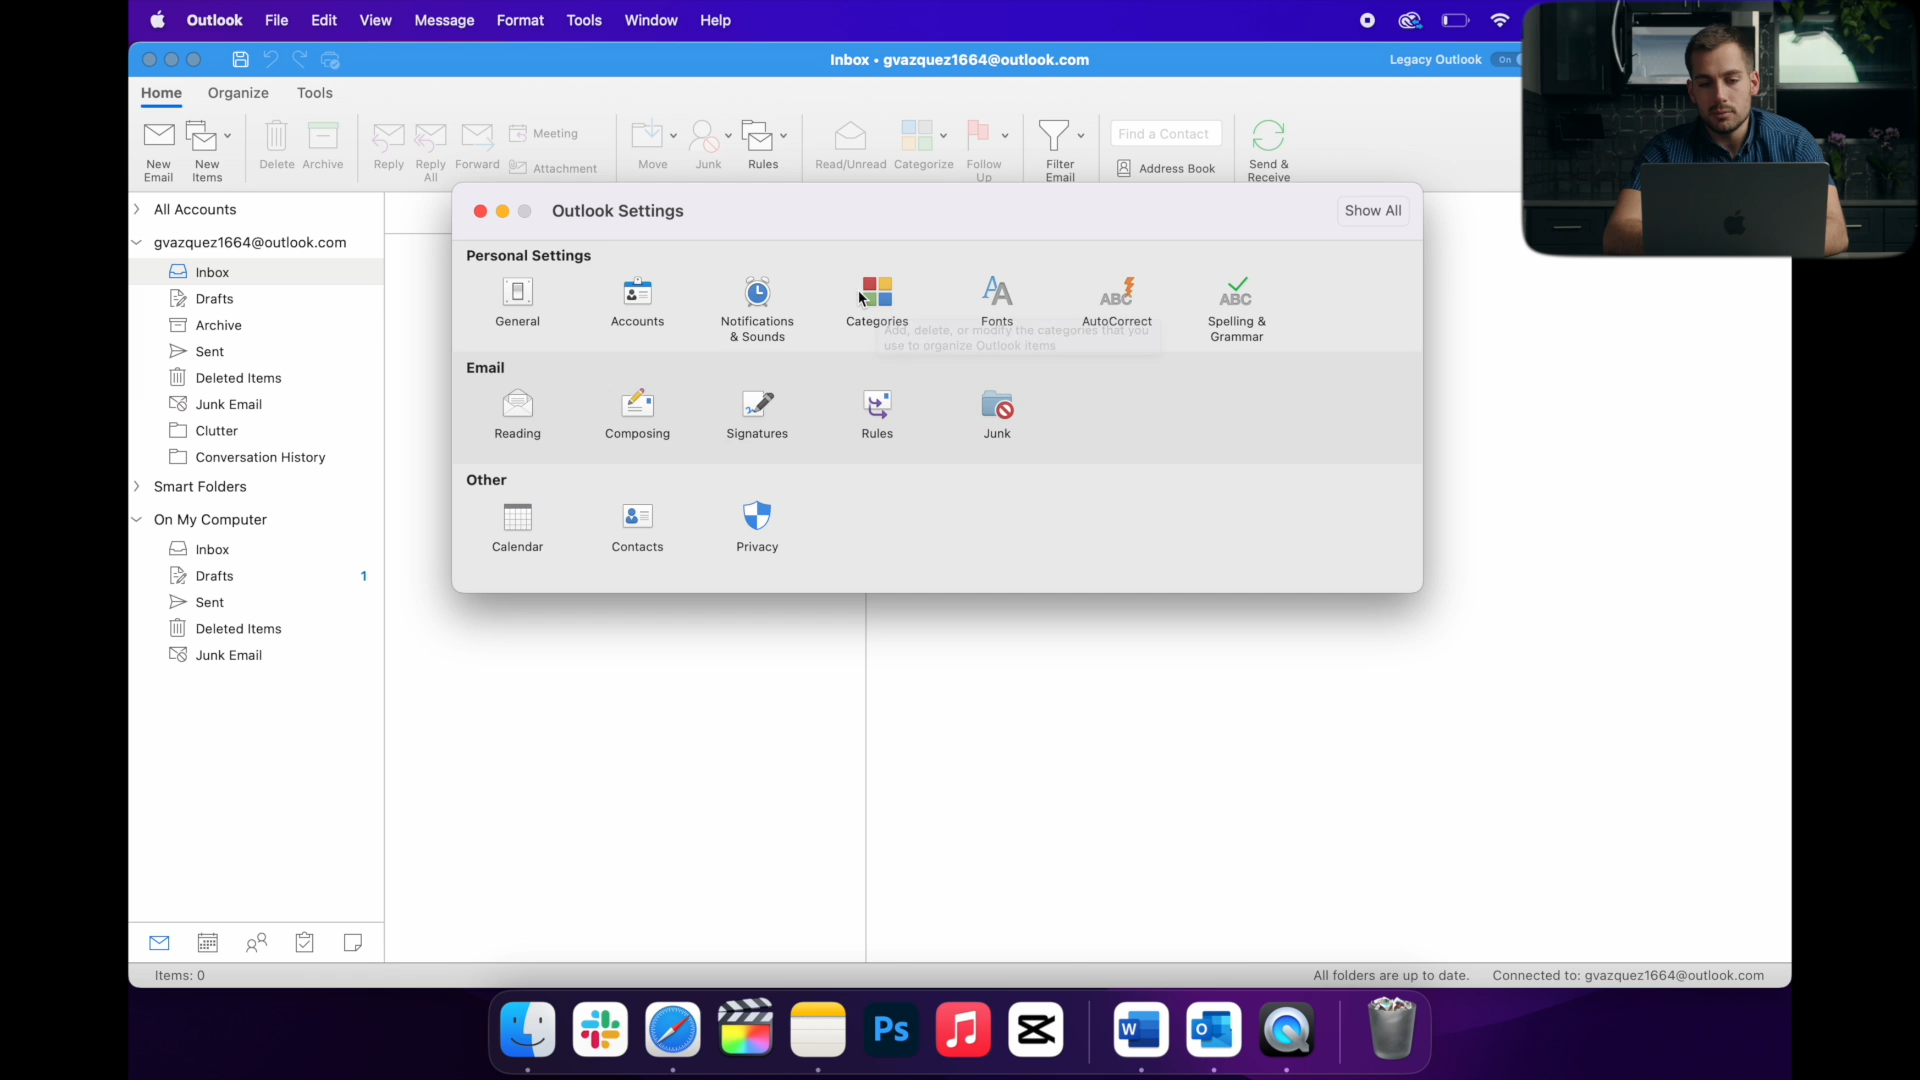 Outlook File Edit View Message Format Tools Window Help
Inbox • gvazquez1664@outlook.com
Legacy Outlook On
Home Organize Tools
New Email
New Items
Delete
Archive
Reply
Reply All
Forward
Meeting
Attachment
Move
Junk
Rules
Read/Unread
Categorize
Follow Up
Filter Email
Find a Contact
Address Book
Send & Receive
All Accounts
gvazquez1664@outlook.com
Inbox
Drafts
Archive
Sent
Deleted Items
Junk Email
Clutter
Conversation History
Smart Folders
On My Computer
Inbox
Drafts 1
Sent
Deleted Items
Junk Email
Outlook Settings
Show All
Personal Settings
General
Accounts
Notifications & Sounds
Categories
Fonts
ABC
AutoCorrect
ABC
Spelling & Grammar
Add, delete, or modify the categories that you
use to organize Outlook items
Email
Reading
Composing
Signatures
Rules
Junk
Other
Calendar
Contacts
Privacy
Items: 0
All folders are up to date.
Connected to: gvazquez1664@outlook.com
Ps
W
O